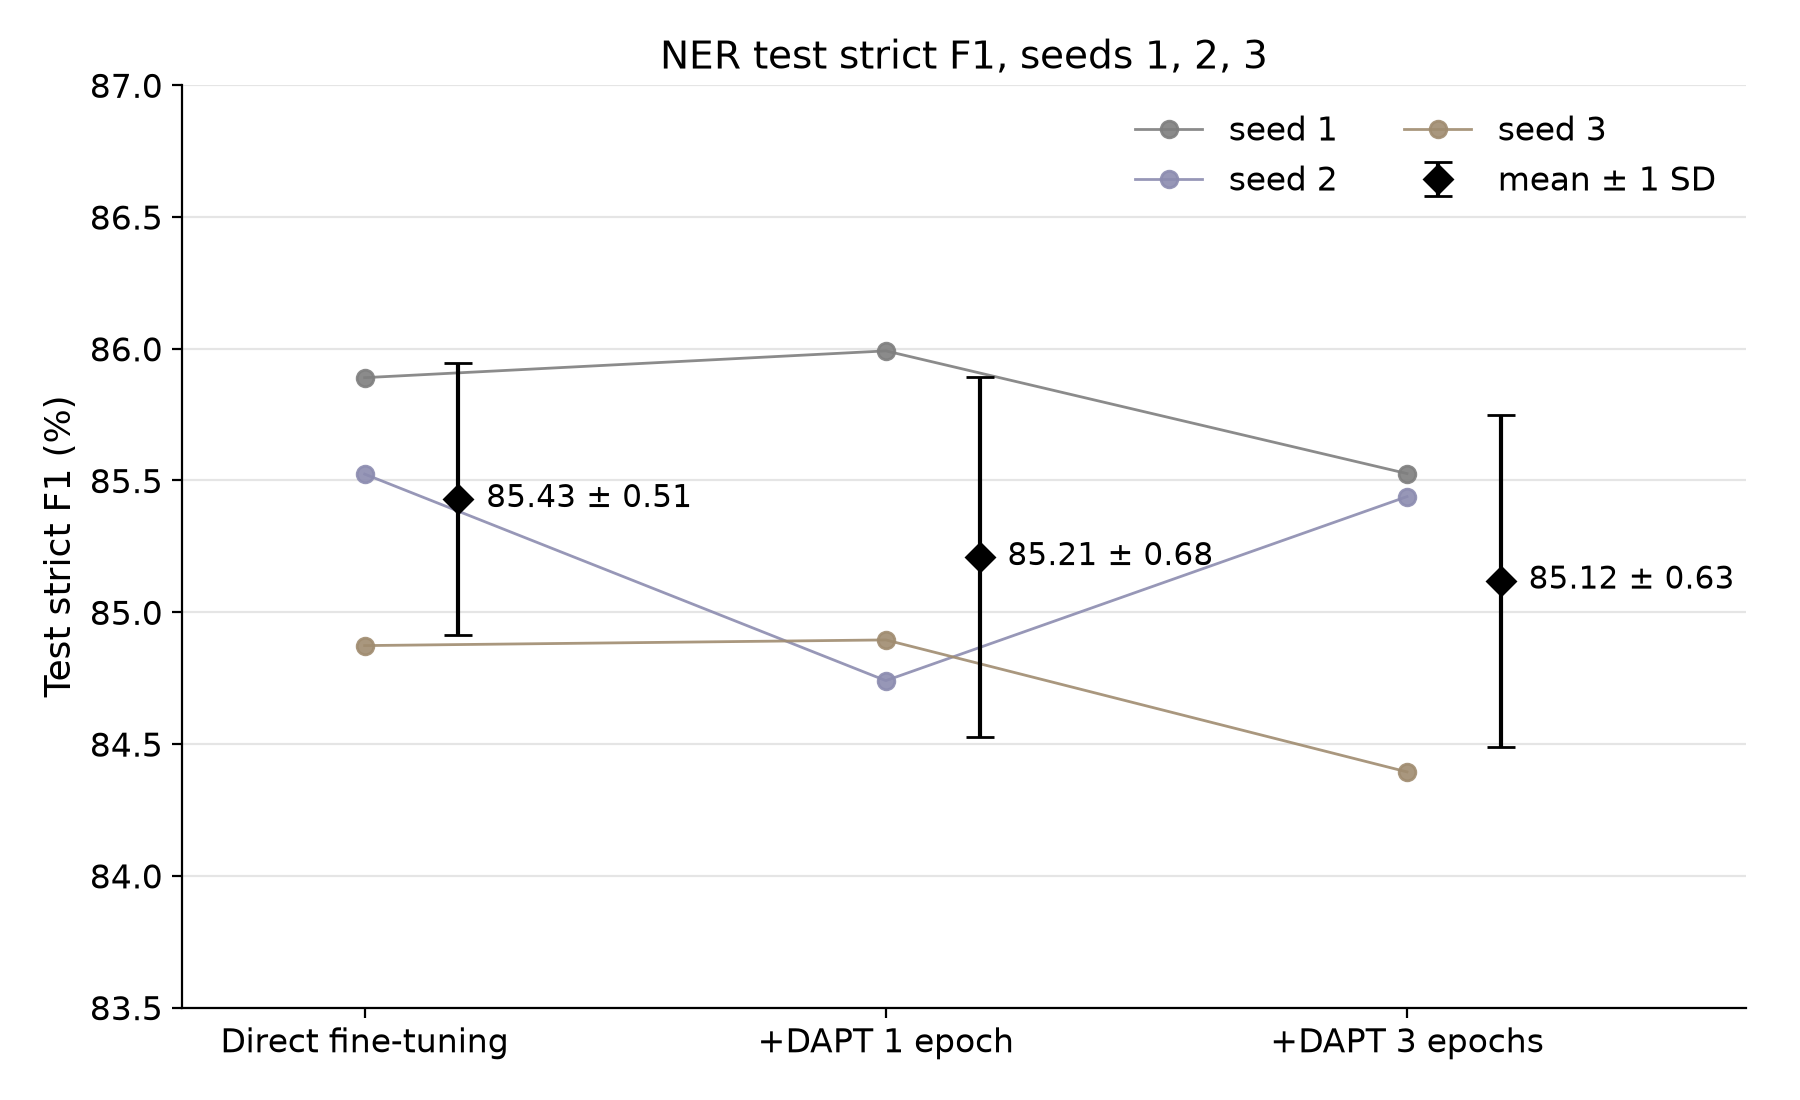 NER test strict F1, seeds 1, 2, 3
87.0
86.5
86.0
85.5
85.0
84.5
84.0
83.5
Test strict F1 (%)
seed 1
seed 2
seed 3
mean ± 1 SD
85.43 ± 0.51
85.21 ± 0.68
85.12 ± 0.63
Direct fine-tuning
+DAPT 1 epoch
+DAPT 3 epochs